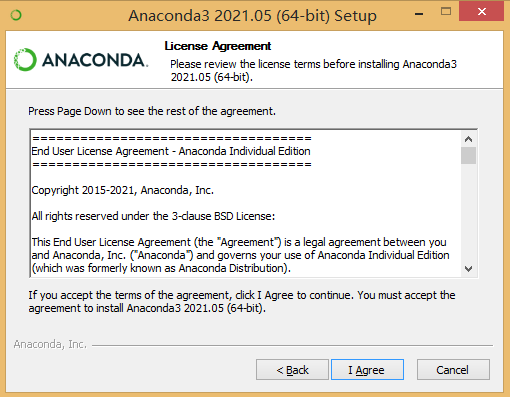 Anaconda3 2021.05 (64-bit) Setup
ANACONDA.
License Agreement
Please review the license terms before installing Anaconda3
2021.05 (64-bit).
Press Page Down to see the rest of the agreement.
===================================
End User License Agreement - Anaconda Individual Edition
===================================
Copyright 2015-2021, Anaconda, Inc.
All rights reserved under the 3-clause BSD License:
This End User License Agreement (the "Agreement") is a legal agreement between you
and Anaconda, Inc. ("Anaconda") and governs your use of Anaconda Individual Edition
(which was formerly known as Anaconda Distribution).
If you accept the terms of the agreement, click I Agree to continue. You must accept the
agreement to install Anaconda3 2021.05 (64-bit).
Anaconda, Inc.
< Back
I Agree
Cancel